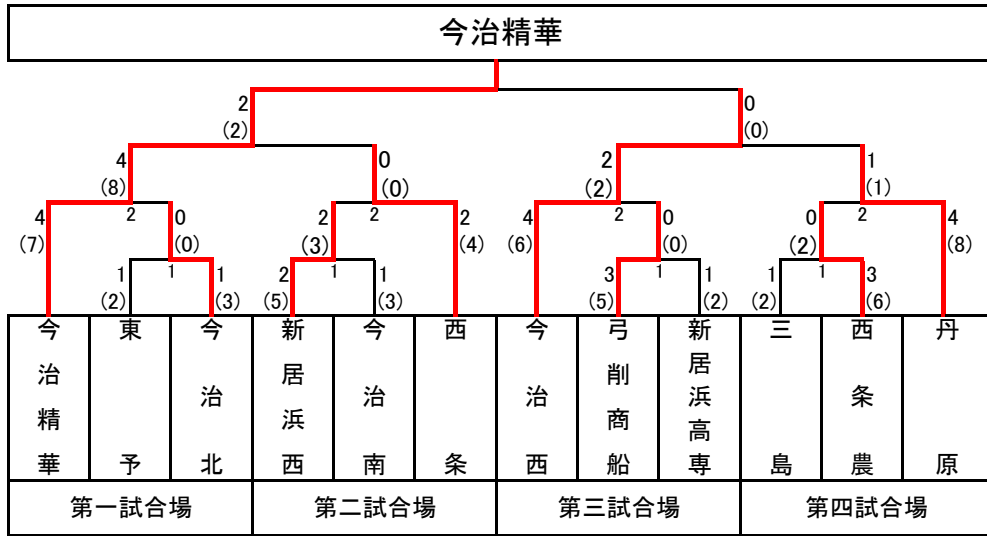 今治精華
2 0
(2) (0)
4 0 2 1
(8) (0) (2) (1)
4 2 0 2 2 2 4 2 0 0 2 4
(7) (0) (3) (4) (6) (0) (2) (8)
1 1 1 2 1 1 3 1 1 1 1 3
(2) (3) (5) (3) (5) (2) (2) (6)
今治精華 東予 今治北 新居浜西 今治南 西条 今治西 弓削商船 新居浜高専 三島 西条農 丹原
第一試合場 第二試合場 第三試合場 第四試合場